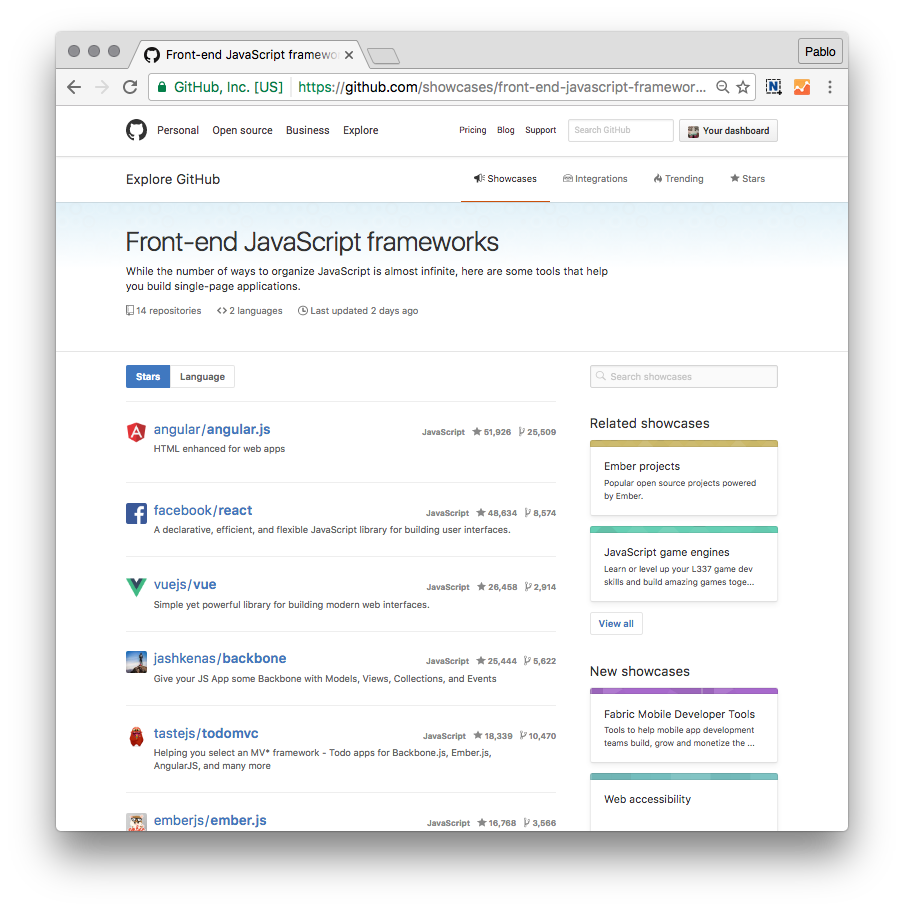 Front-end JavaScript framewo
Pablo
GitHub, Inc. [US] https://github.com/showcases/front-end-javascript-framewor...
Personal Open source Business Explore Pricing Blog Support Search GitHub Your dashboard
Explore GitHub Showcases Integrations Trending Stars
Front-end JavaScript frameworks
While the number of ways to organize JavaScript is almost infinite, here are some tools that help
you build single-page applications.
14 repositories 2 languages Last updated 2 days ago
Stars Language
Search showcases
angular/angular.js JavaScript 51,926 25,509
HTML enhanced for web apps
facebook/react JavaScript 48,634 8,574
A declarative, efficient, and flexible JavaScript library for building user interfaces.
vuejs/vue JavaScript 26,458 2,914
Simple yet powerful library for building modern web interfaces.
jashkenas/backbone JavaScript 25,444 5,622
Give your JS App some Backbone with Models, Views, Collections, and Events
tastejs/todomvc JavaScript 18,339 10,470
Helping you select an MV* framework - Todo apps for Backbone.js, Ember.js,
AngularJS, and many more
emberjs/ember.js JavaScript 16,768 3,566
Related showcases
Ember projects
Popular open source projects powered
by Ember.
JavaScript game engines
Learn or level up your L337 game dev
skills and build amazing games toge...
View all
New showcases
Fabric Mobile Developer Tools
Tools to help mobile app development
teams build, grow and monetize the ...
Web accessibility